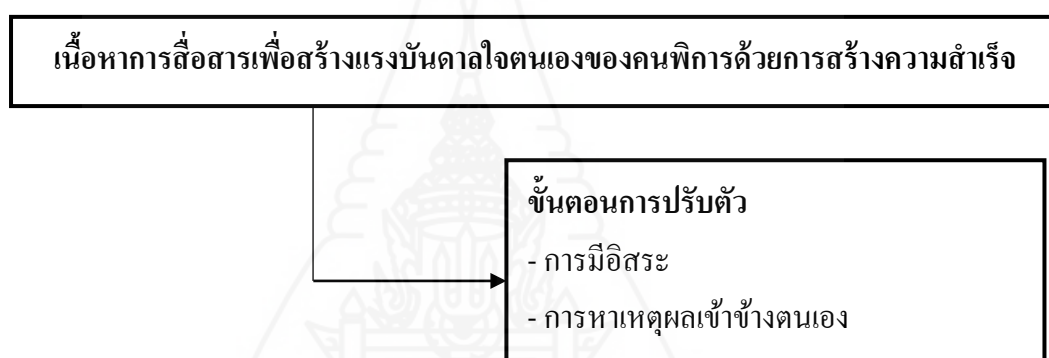 เนื้อหาการสื่อสารเพื่อสร้างแรงบันดาลใจตนเองของคนพิการด้วยการสร้างความสำเร็จ
ขั้นตอนการปรับตัว
- การมีอิสระ
- การหาเหตุผลเข้าข้างตนเอง